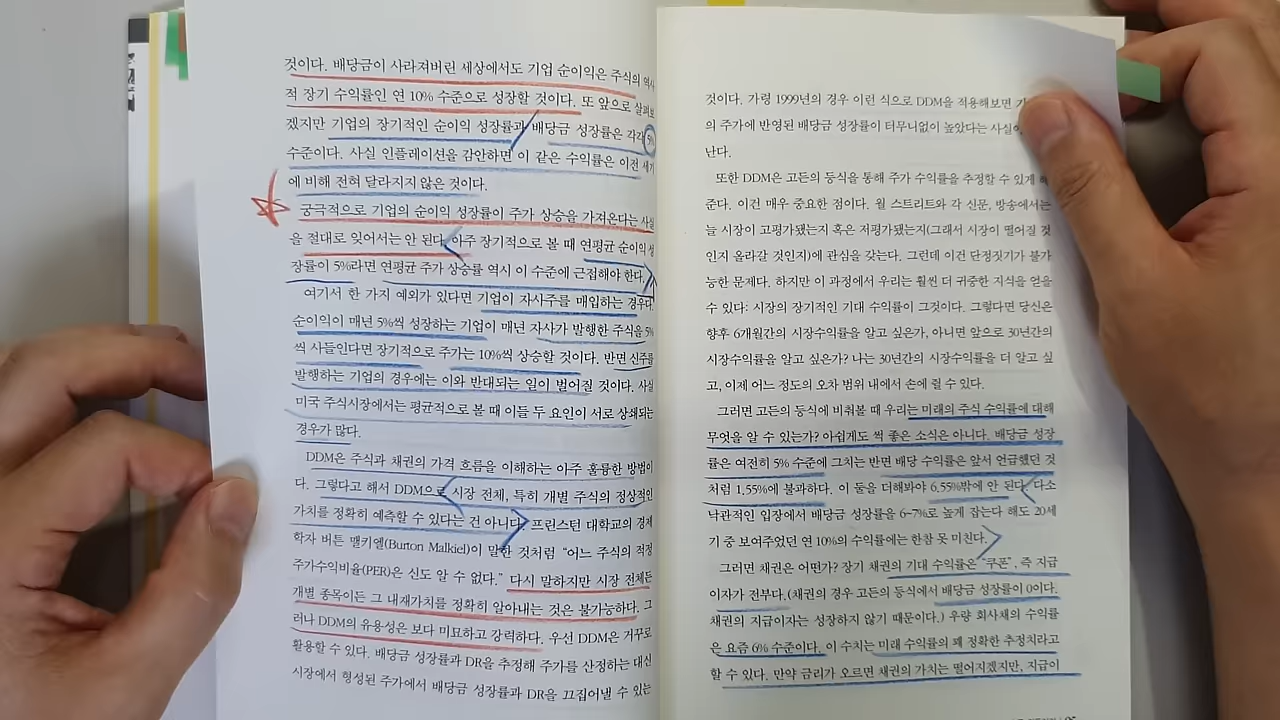 것이다. 배당금이 사라져버린 세상에서도 기업 순이익은 주식의 역사
적 장기 수익률인 연 10% 수준으로 성장할 것이다. 또 앞으로 살펴보
겠지만 기업의 장기적인 순이익 성장률과 배당금 성장률은 각각 5%
수준이다. 사실 인플레이션을 감안하면 이 같은 수익률은 이전 세기
에 비해 전혀 달라지지 않은 것이다.
궁극적으로 기업의 순이익 성장률이 주가 상승을 가져온다는 사실
을 절대로 잊어서는 안 된다. 아주 장기적으로 볼 때 연평균 순이익 성
장률이 5%라면 연평균 주가 상승률 역시 이 수준에 근접해야 한다.
여기서 한 가지 예외가 있다면 기업이 자사주를 매입하는 경우다.
순이익이 매년 5%씩 성장하는 기업이 매년 자사가 발행한 주식을 5%
씩 사들인다면 장기적으로 주가는 10%씩 상승할 것이다. 반면 신주를
발행하는 기업의 경우에는 이와 반대되는 일이 벌어질 것이다. 사실
미국 주식시장에서는 평균적으로 볼 때 이들 두 요인이 서로 상쇄되는
경우가 많다.
DDM은 주식과 채권의 가격 흐름을 이해하는 아주 훌륭한 방법이
다. 그렇다고 해서 DDM으로 시장 전체, 특히 개별 주식의 정상적인
가치를 정확히 예측할 수 있다는 건 아니다. 프린스턴 대학교의 경제
학자 버튼 맬키엘(Burton Malkiel)이 말한 것처럼 “어느 주식의 적정
주가수익비율(PER)은 신도 알 수 없다.” 다시 말하지만 시장 전체든
개별 종목이든 그 내재가치를 정확히 알아내는 것은 불가능하다. 그
러나 DDM의 유용성은 보다 미묘하고 강력하다. 우선 DDM은 거꾸로
활용할 수 있다. 배당금 성장률과 DR을 추정해 주가를 산정하는 대신
시장에서 형성된 주가에서 배당금 성장률과 DR을 끄집어낼 수 있는
것이다. 가령 1999년의 경우 이런 식으로 DDM을 적용해보면
의 주가에 반영된 배당금 성장률이 터무니없이 높았다는 사실이
난다.
또한 DDM은 고든의 등식을 통해 주가 수익률을 추정할 수 있게 해
준다. 이건 매우 중요한 점이다. 월 스트리트와 각 신문, 방송에서는
늘 시장이 고평가됐는지 혹은 저평가됐는지(그래서 시장이 떨어질 것
인지 올라갈 것인지)에 관심을 갖는다. 그런데 이건 단정짓기가 불가
능한 문제다. 하지만 이 과정에서 우리는 훨씬 더 귀중한 지식을 얻을
수 있다: 시장의 장기적인 기대 수익률이 그것이다. 그렇다면 당신은
향후 6개월간의 시장수익률을 알고 싶은가, 아니면 앞으로 30년간의
시장수익률을 알고 싶은가? 나는 30년간의 시장수익률을 더 알고 싶
고, 이제 어느 정도의 오차 범위 내에서 손에 쥘 수 있다.
그러면 고든의 등식에 비춰볼 때 우리는 미래의 주식 수익률에 대해
무엇을 알 수 있는가? 아쉽게도 썩 좋은 소식은 아니다. 배당금 성장
률은 여전히 5% 수준에 그치는 반면 배당 수익률은 앞서 언급했던 것
처럼 1.55%에 불과하다. 이 둘을 더해봐야 6.55%밖에 안 된다. 다소
낙관적인 입장에서 배당금 성장률을 6~7%로 높게 잡는다 해도 20세
기 중 보여주었던 연 10%의 수익률에는 한참 못 미친다.
그러면 채권은 어떤가? 장기 채권의 기대 수익률은 “쿠폰”, 즉 지급
이자가 전부다.(채권의 경우 고든의 등식에서 배당금 성장률이 0이다.
채권의 지급이자는 성장하지 않기 때문이다.) 우량 회사채의 수익률
은 요즘 6% 수준이다. 이 수치는 미래 수익률의 꽤 정확한 추정치라고
할 수 있다. 만약 금리가 오르면 채권의 가치는 떨어지겠지만, 지급이